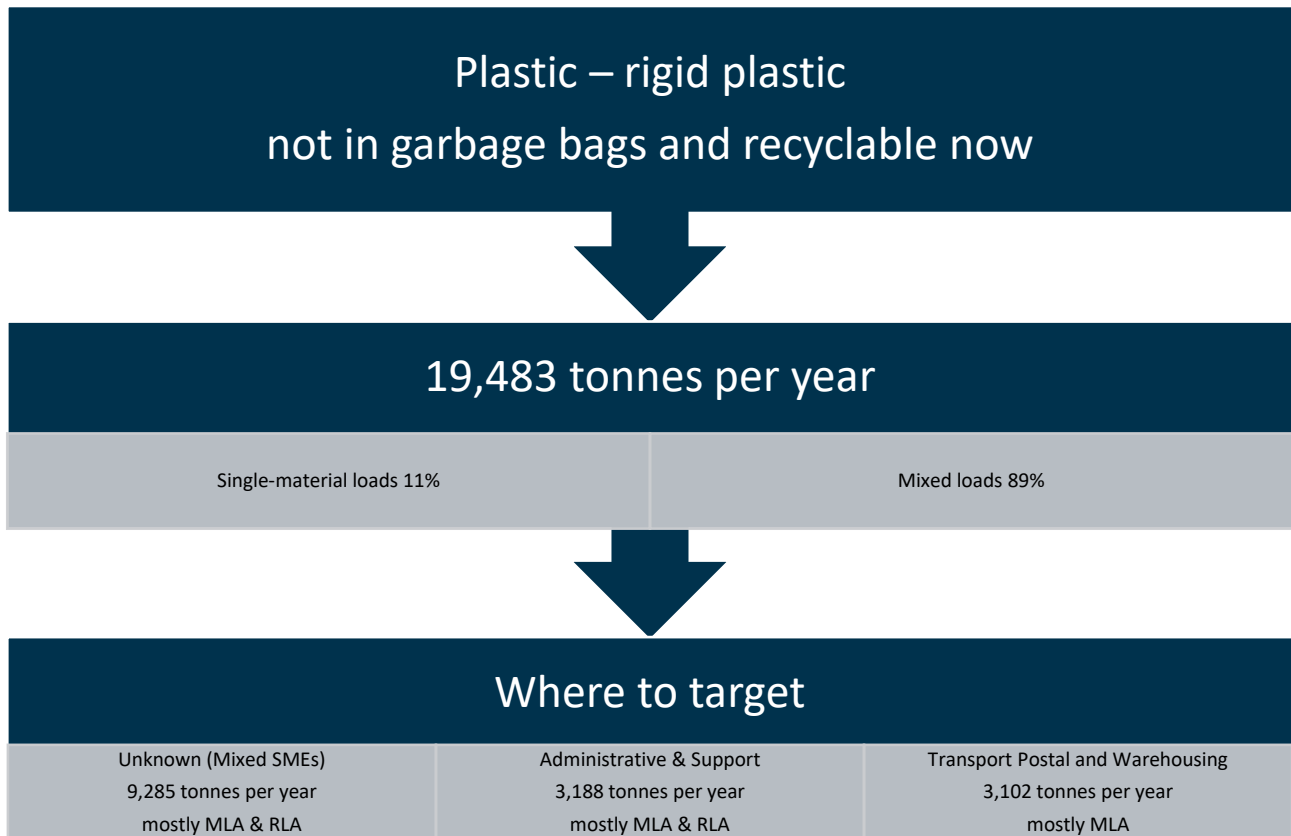 Plastic – rigid plastic
not in garbage bags and recyclable now
19,483 tonnes per year
Single-material loads 11%
Mixed loads 89%
Where to target
Unknown (Mixed SMEs)
9,285 tonnes per year
mostly MLA & RLA
Administrative & Support
3,188 tonnes per year
mostly MLA & RLA
Transport Postal and Warehousing
3,102 tonnes per year
mostly MLA